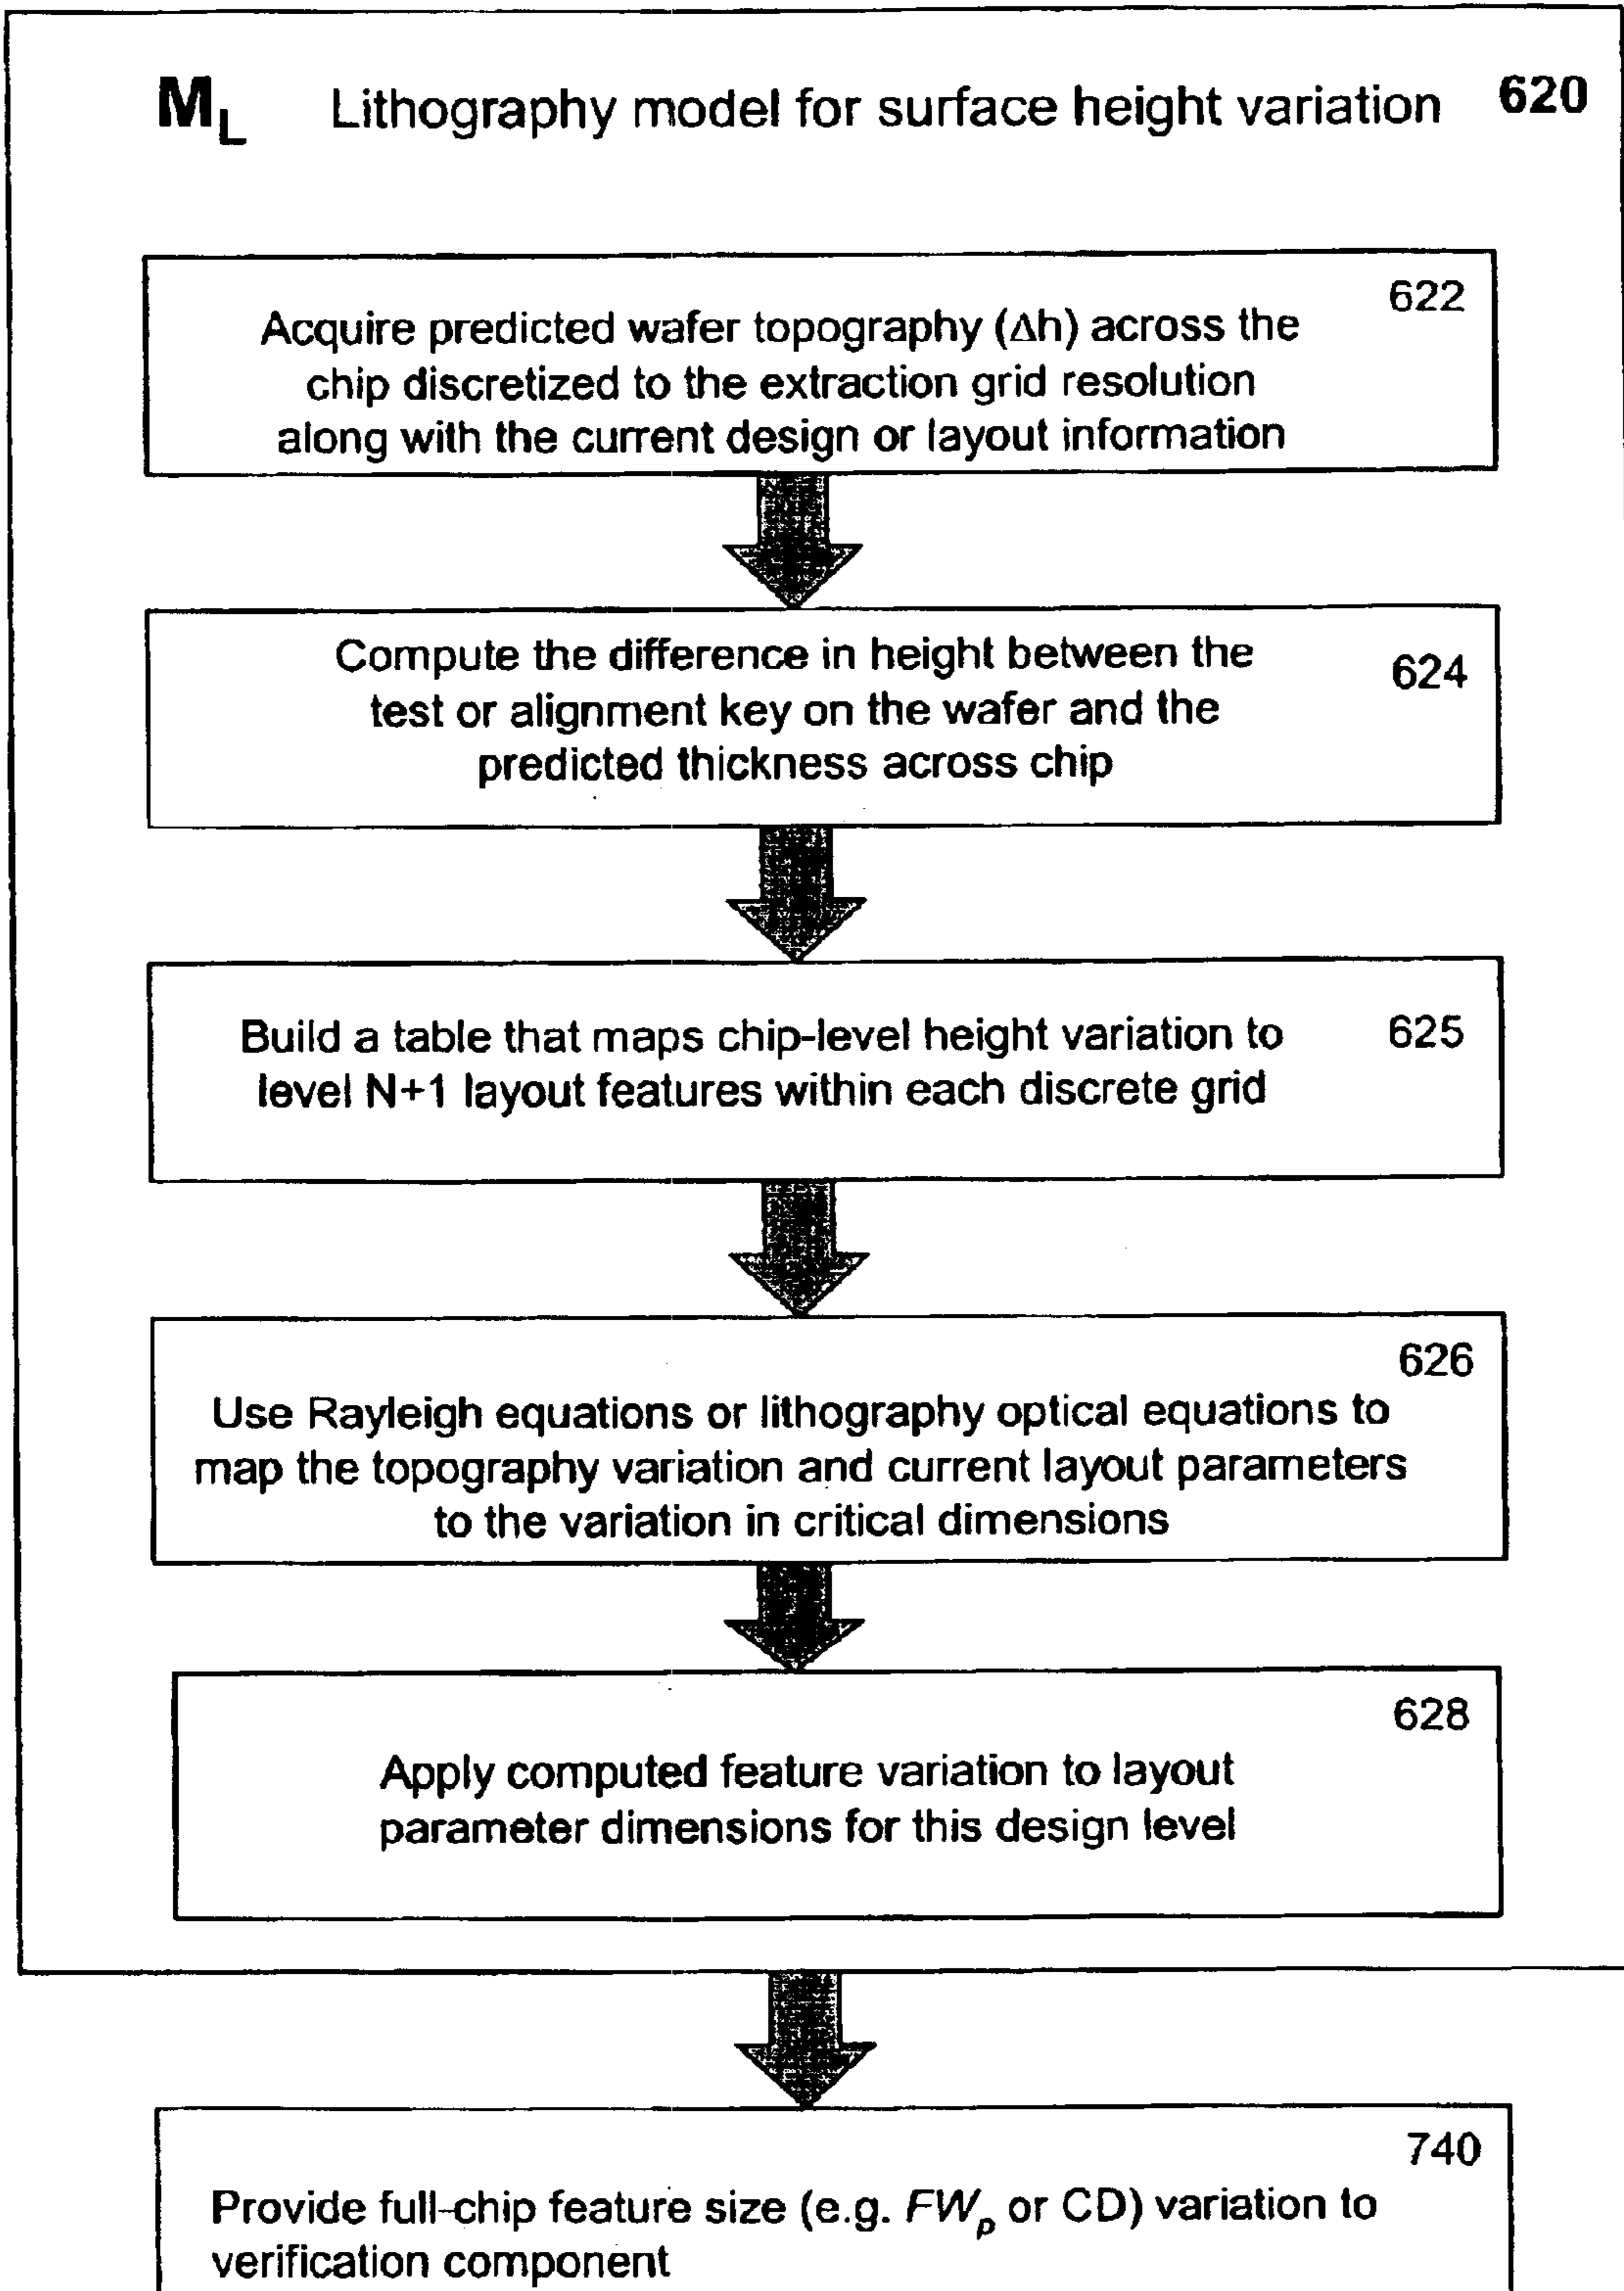 M_L Lithography model for surface height variation 620
622
Acquire predicted wafer topography (Δh) across the
chip discretized to the extraction grid resolution
along with the current design or layout information
Compute the difference in height between the
624
test or alignment key on the wafer and the
predicted thickness across chip
Build a table that maps chip-level height variation to 625
level N+1 layout features within each discrete grid
626
Use Rayleigh equations or lithography optical equations to
map the topography variation and current layout parameters
to the variation in critical dimensions
628
Apply computed feature variation to layout
parameter dimensions for this design level
740
Provide full-chip feature size (e.g. FW_p or CD) variation to
verification component